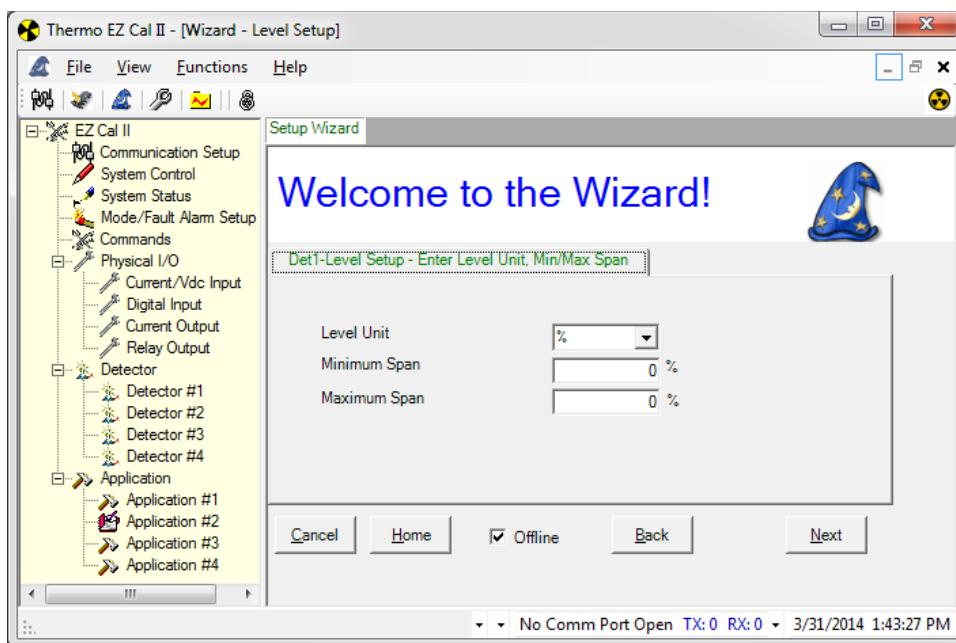 Thermo EZ Cal II - [Wizard - Level Setup]
File View Functions Help
EZ Cal II
Communication Setup
System Control
System Status
Mode/Fault Alarm Setup
Commands
Physical I/O
Current/Vdc Input
Digital Input
Current Output
Relay Output
Detector
Detector #1
Detector #2
Detector #3
Detector #4
Application
Application #1
Application #2
Application #3
Application #4
Setup Wizard
Welcome to the Wizard!
Det1-Level Setup - Enter Level Unit, Min/Max Span
Level Unit %
Minimum Span 0 %
Maximum Span 0 %
Cancel Home Offline Back Next
No Comm Port Open TX: 0 RX: 0 3/31/2014 1:43:27 PM